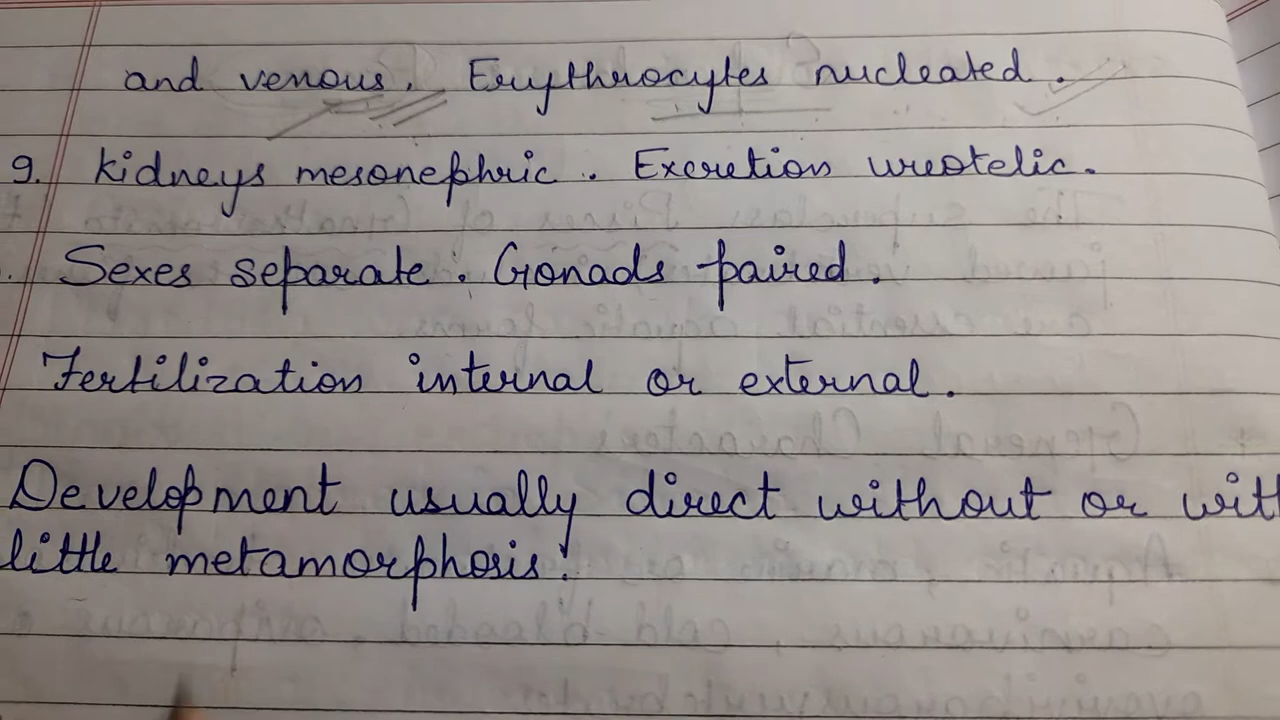 and venous. Erythrocytes nucleated.
9. Kidneys mesonephric. Excretion ureotelic.
Sexes separate. Gonads paired.
Fertilization internal or external.
Development usually direct without or wit
little metamorphosis.